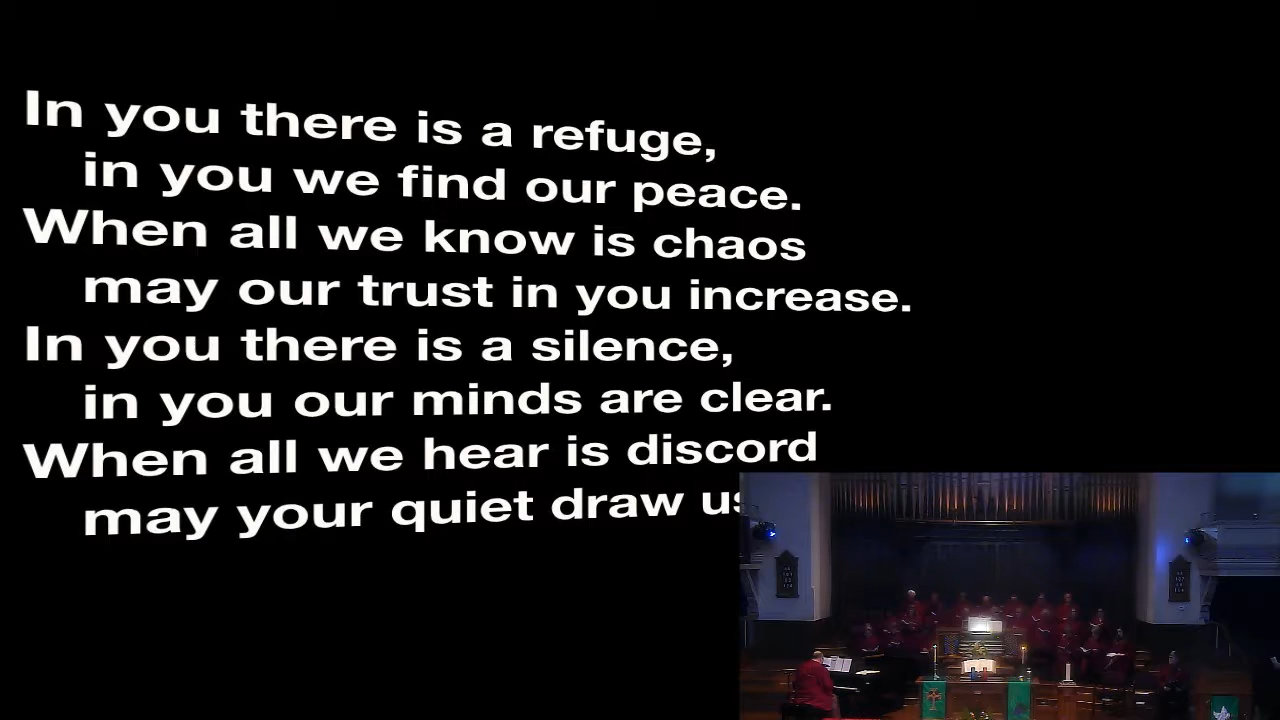 In you there is a refuge,
in you we find our peace.
When all we know is chaos
may our trust in you increase.
In you there is a silence,
in you our minds are clear.
When all we hear is discord
may your quiet draw